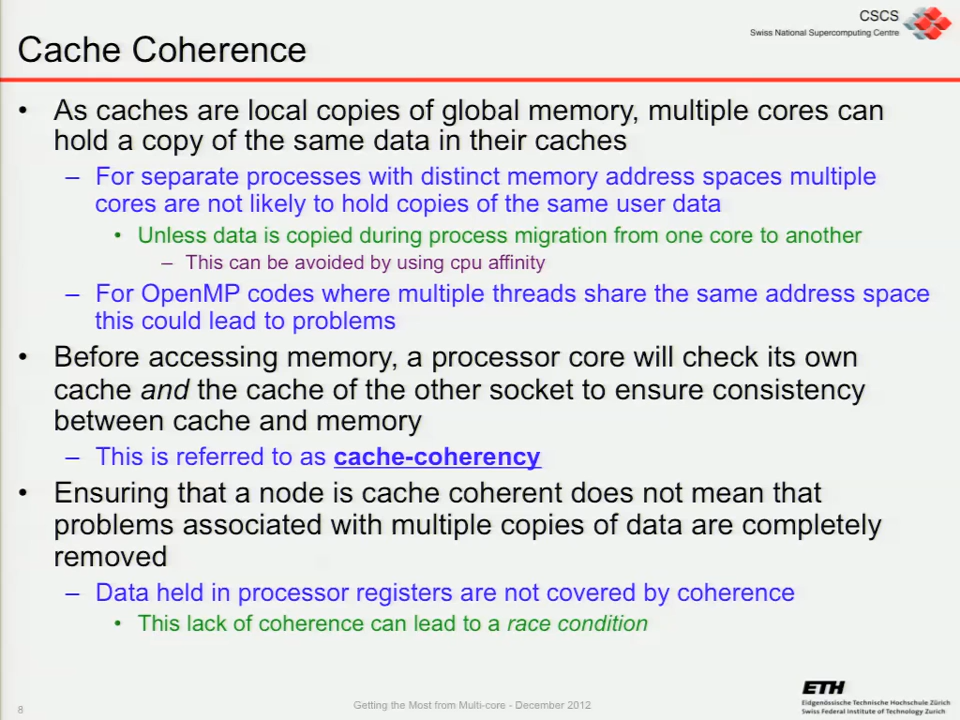 CSCS
Swiss National Supercomputing Centre
Cache Coherence
• As caches are local copies of global memory, multiple cores can
hold a copy of the same data in their caches
– For separate processes with distinct memory address spaces multiple
cores are not likely to hold copies of the same user data
• Unless data is copied during process migration from one core to another
– This can be avoided by using cpu affinity
– For OpenMP codes where multiple threads share the same address space
this could lead to problems
• Before accessing memory, a processor core will check its own
cache and the cache of the other socket to ensure consistency
between cache and memory
– This is referred to as cache-coherency
• Ensuring that a node is cache coherent does not mean that
problems associated with multiple copies of data are completely
removed
– Data held in processor registers are not covered by coherence
• This lack of coherence can lead to a race condition
8
Getting the Most from Multi-core - December 2012
ETH
Eidgenössische Technische Hochschule Zürich
Swiss Federal Institute of Technology Zurich